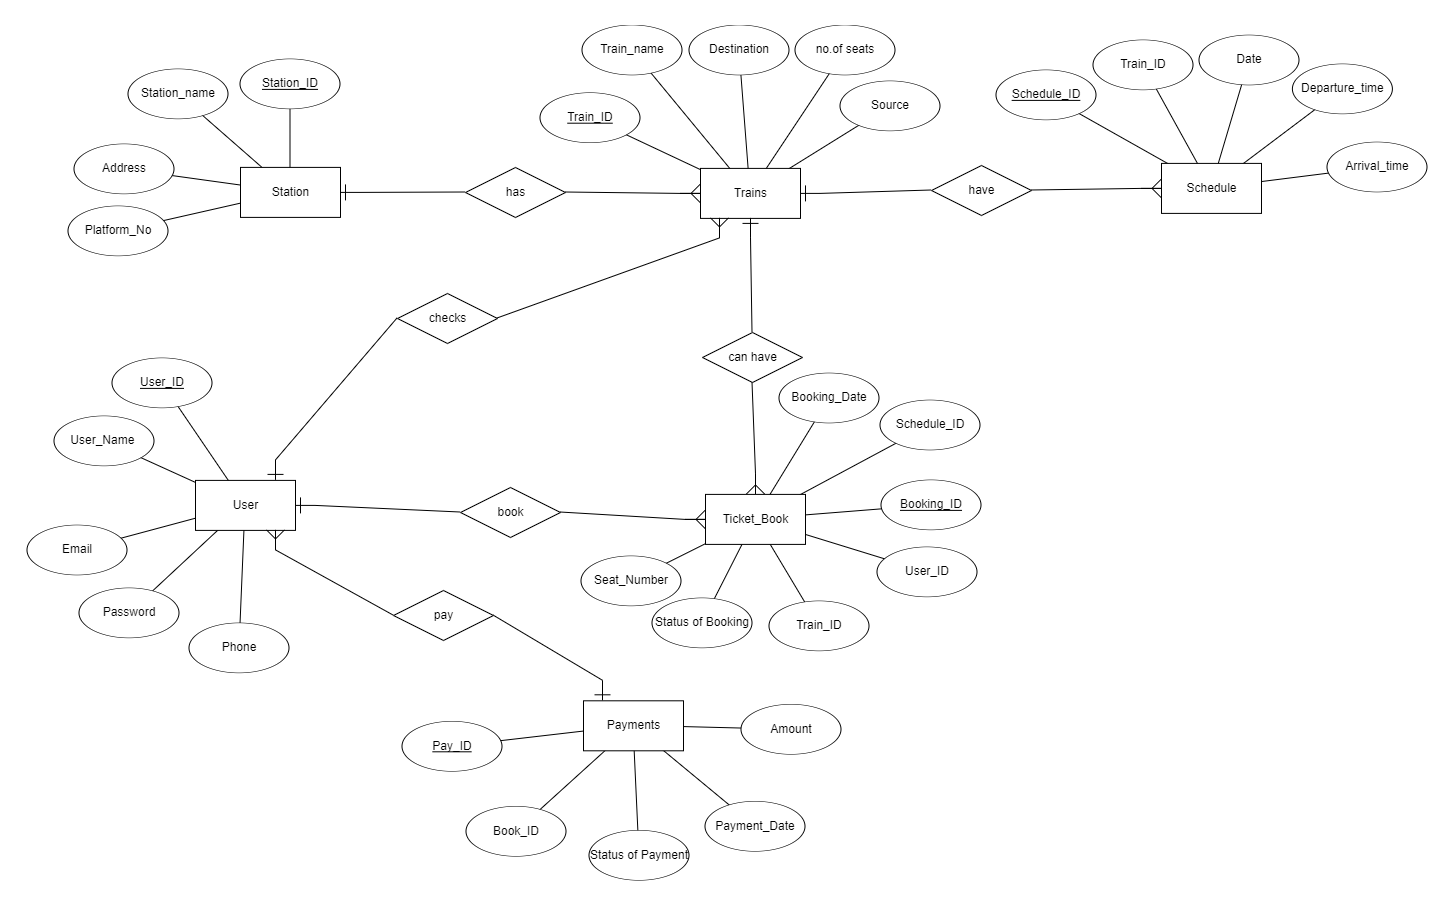 Train_name
Destination
no.of seats
Train_ID
Source
Station_name
Station_ID
Address
Platform_No
Schedule_ID
Train_ID
Date
Departure_time
Arrival_time
Station
has
Trains
have
Schedule
checks
can have
User_ID
User_Name
Email
Password
Phone
User
book
Ticket_Book
Booking_Date
Schedule_ID
Booking_ID
User_ID
Train_ID
Status of Booking
Seat_Number
pay
Payments
Pay_ID
Book_ID
Status of Payment
Payment_Date
Amount